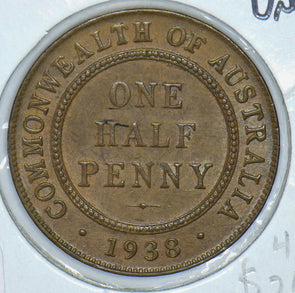 COMMONWEALTH OF AUSTRALIA
ONE
HALF
PENNY
· 1938 ·